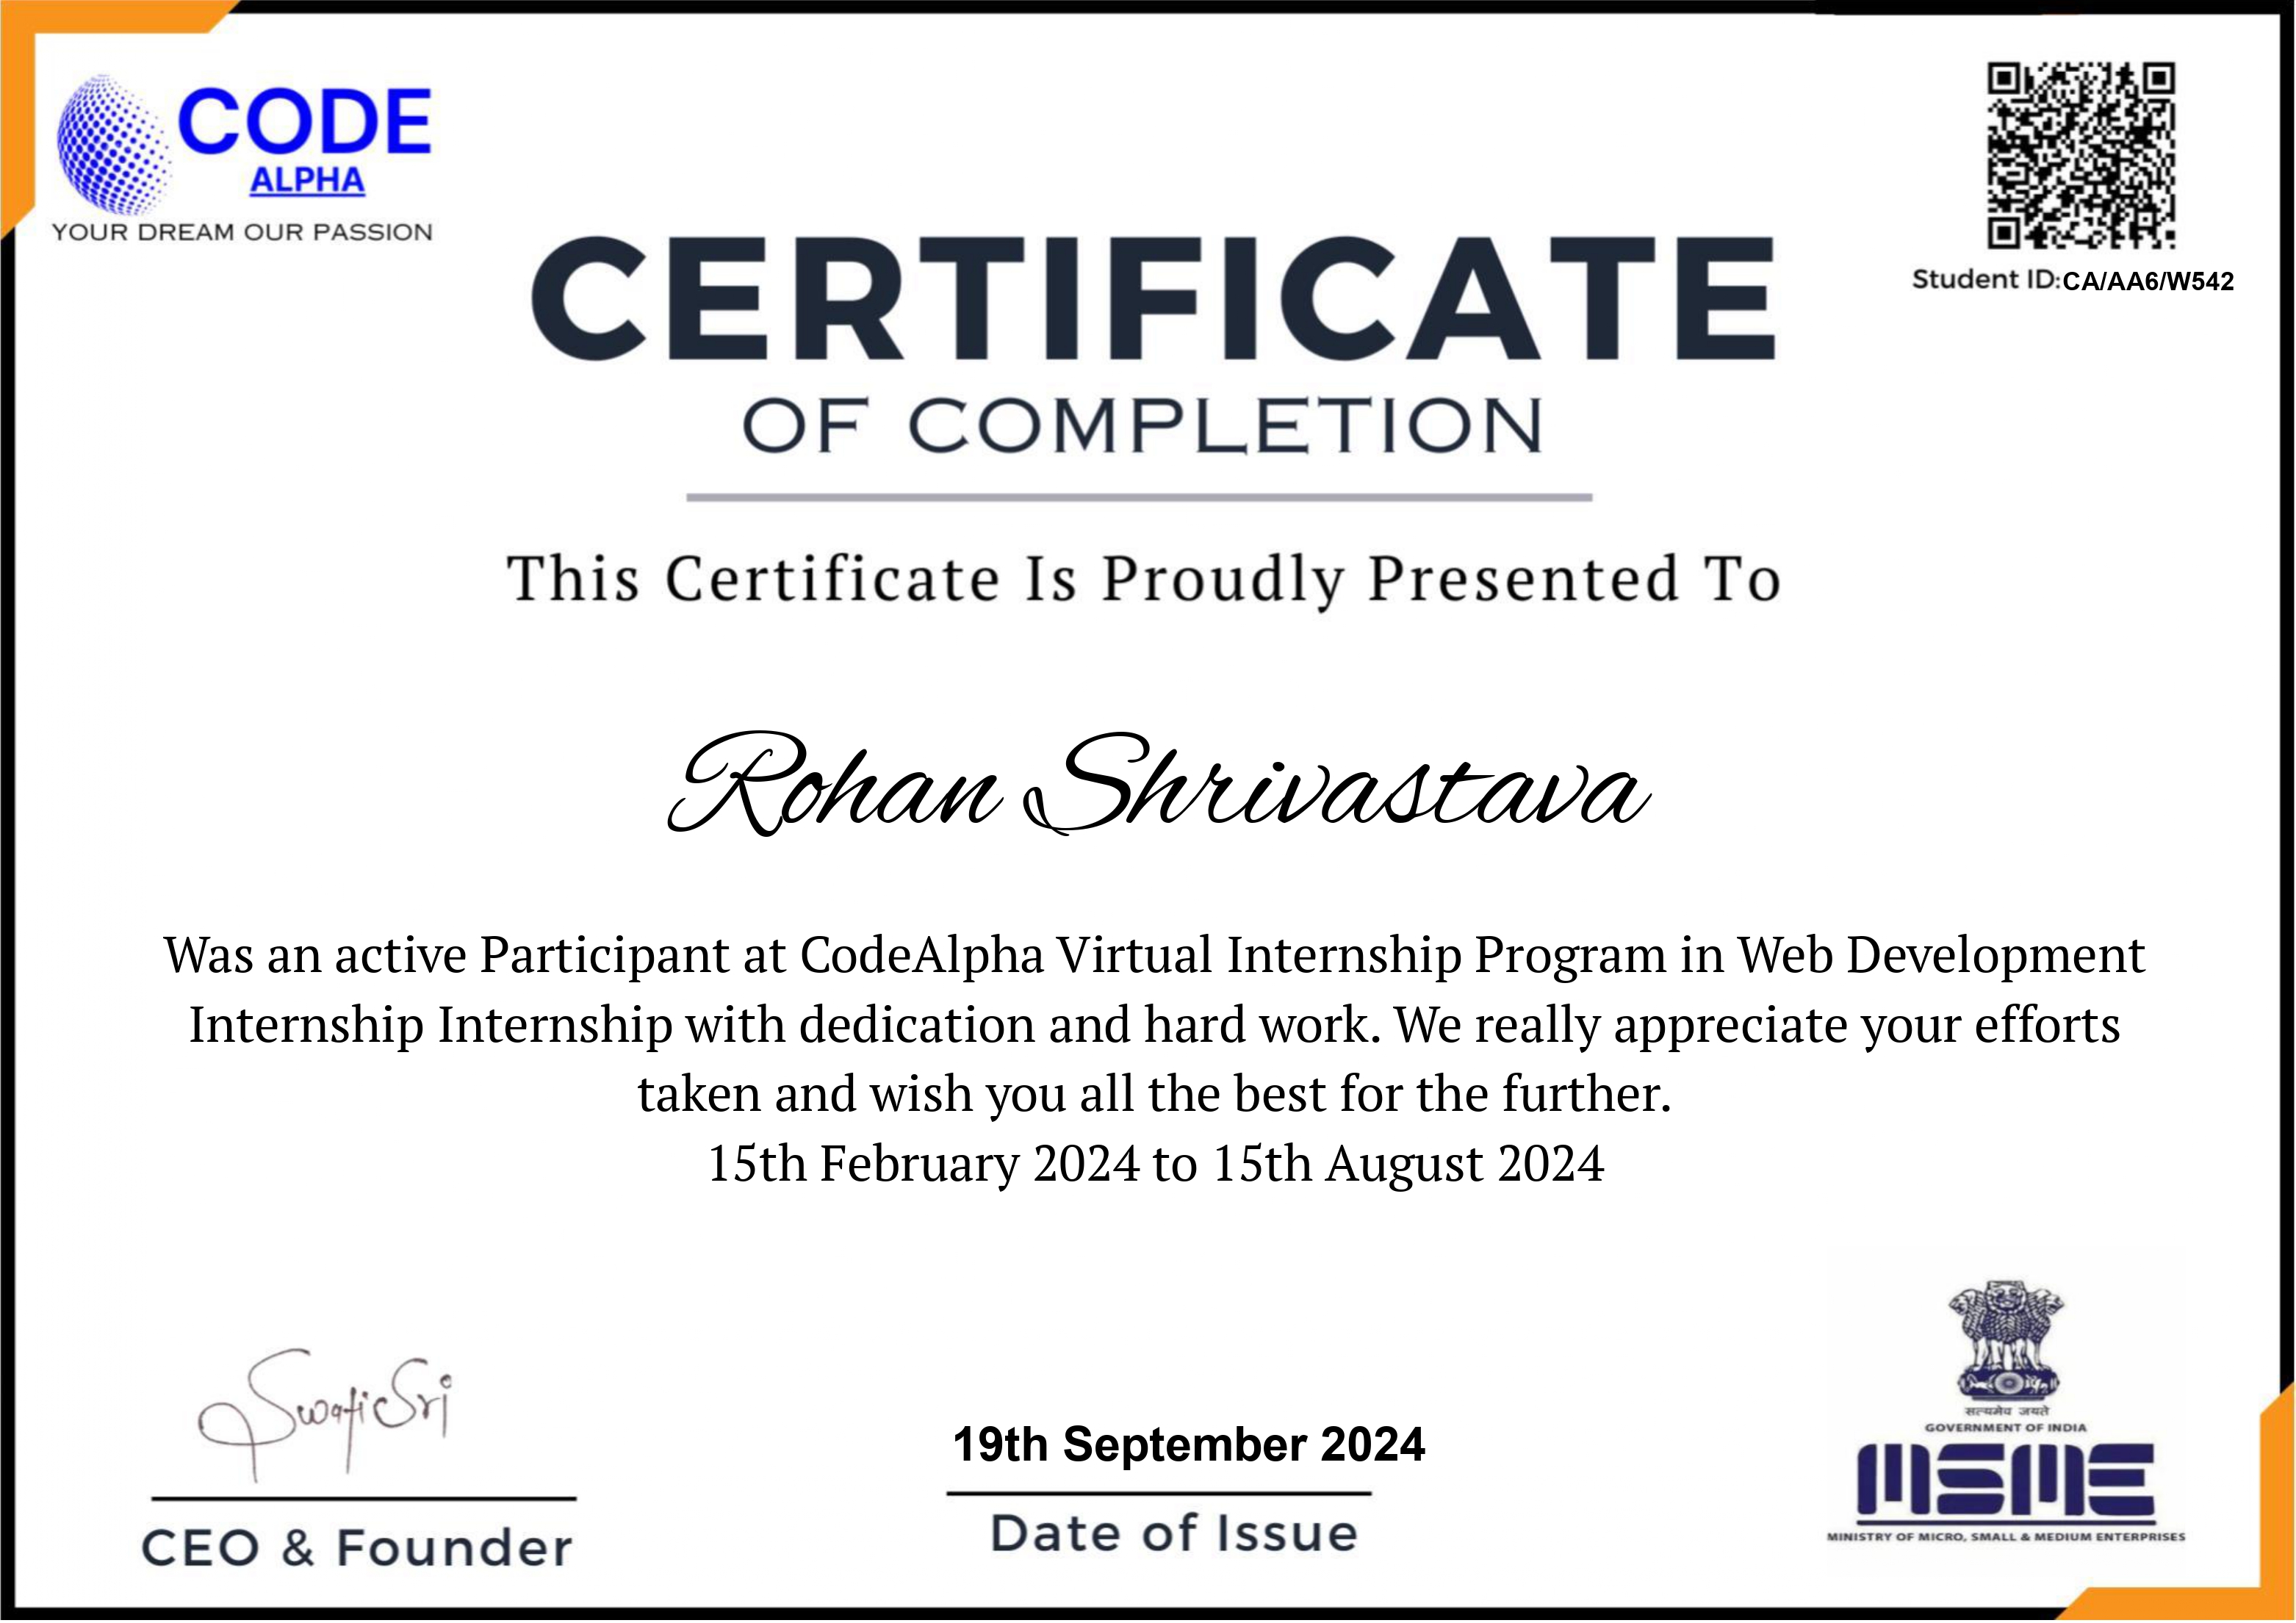 CODE
ALPHA
YOUR DREAM OUR PASSION
Student ID:CA/AA6/W542
CERTIFICATE
OF COMPLETION
This Certificate Is Proudly Presented To
Rohan Shrivastava
Was an active Participant at CodeAlpha Virtual Internship Program in Web Development
Internship Internship with dedication and hard work. We really appreciate your efforts
taken and wish you all the best for the further.
15th February 2024 to 15th August 2024
SwatiSri
CEO & Founder
19th September 2024
Date of Issue
सत्यमेव जयते
GOVERNMENT OF INDIA
MSME
MINISTRY OF MICRO, SMALL & MEDIUM ENTERPRISES